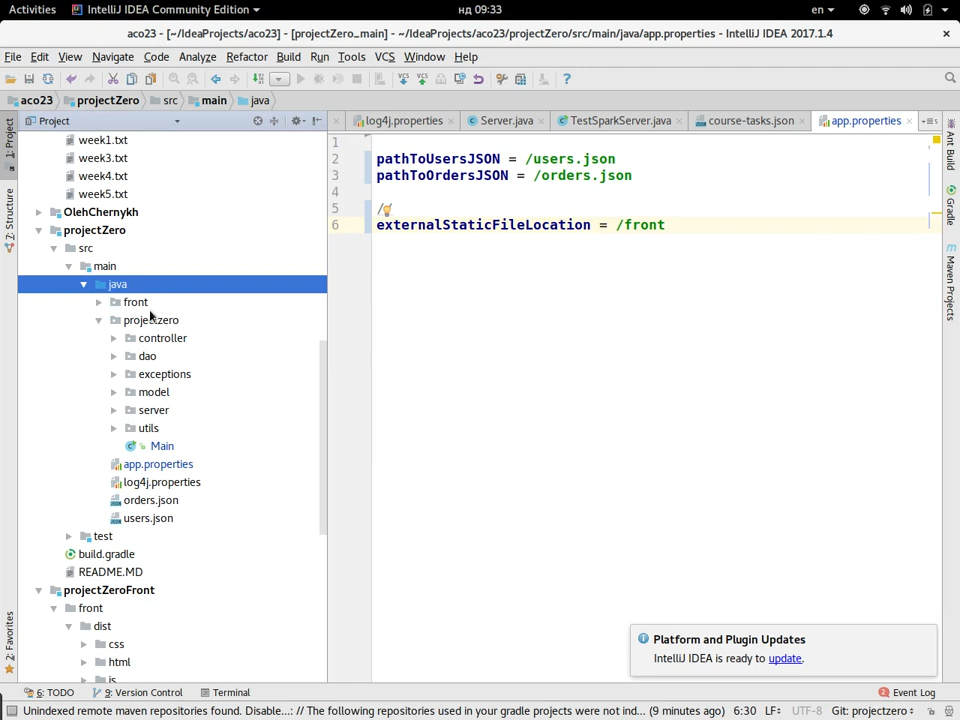 Activities IntelliJ IDEA Community Edition нд 09:33 en
aco23 - [~/IdeaProjects/aco23] - [projectZero_main] - ~/IdeaProjects/aco23/projectZero/src/main/java/app.properties - IntelliJ IDEA 2017.1.4
File Edit View Navigate Code Analyze Refactor Build Run Tools VCS Window Help
aco23 projectZero src main java
Project
log4j.properties Server.java TestSparkServer.java course-tasks.json app.properties
1: Project
7: Structure
2: Favorites
week1.txt
week3.txt
week4.txt
week5.txt
OlehChernykh
projectZero
src
main
java
front
projectzero
controller
dao
exceptions
model
server
utils
Main
app.properties
log4j.properties
orders.json
users.json
test
build.gradle
README.MD
projectZeroFront
front
dist
css
html
js
1
2 pathToUsersJSON = /users.json
3 pathToOrdersJSON = /orders.json
4
5 /
6 externalStaticFileLocation = /front
Ant Build
Gradle
Maven Projects
Platform and Plugin Updates
IntelliJ IDEA is ready to update.
6: TODO 9: Version Control Terminal 2 Event Log
Unindexed remote maven repositories found. Disable...: // The following repositories used in your gradle projects were not ind... (9 minutes ago) 6:30 LF UTF-8 Git: projectzero